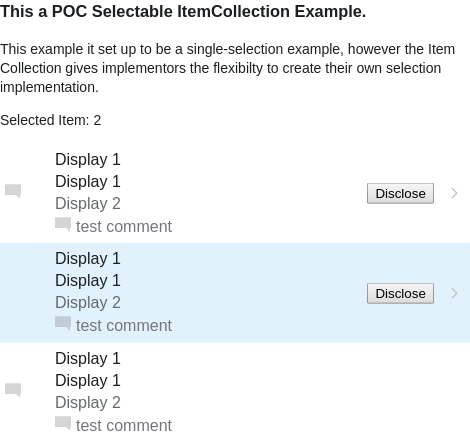 This a POC Selectable ItemCollection Example.
This example it set up to be a single-selection example, however the Item
Collection gives implementors the flexibilty to create their own selection
implementation.
Selected Item: 2
Display 1
Display 1
Display 2
test comment
Disclose
Display 1
Display 1
Display 2
test comment
Disclose
Display 1
Display 1
Display 2
test comment